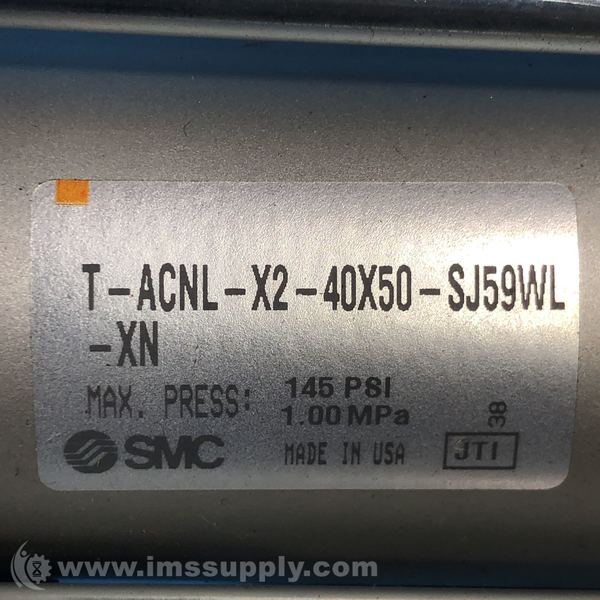 T-ACNL-X2-40X50-SJ59WL
-XN
MAX. PRESS: 145 PSI
1.00 MPa
SMC MADE IN USA JTI 38
www.imssupply.com